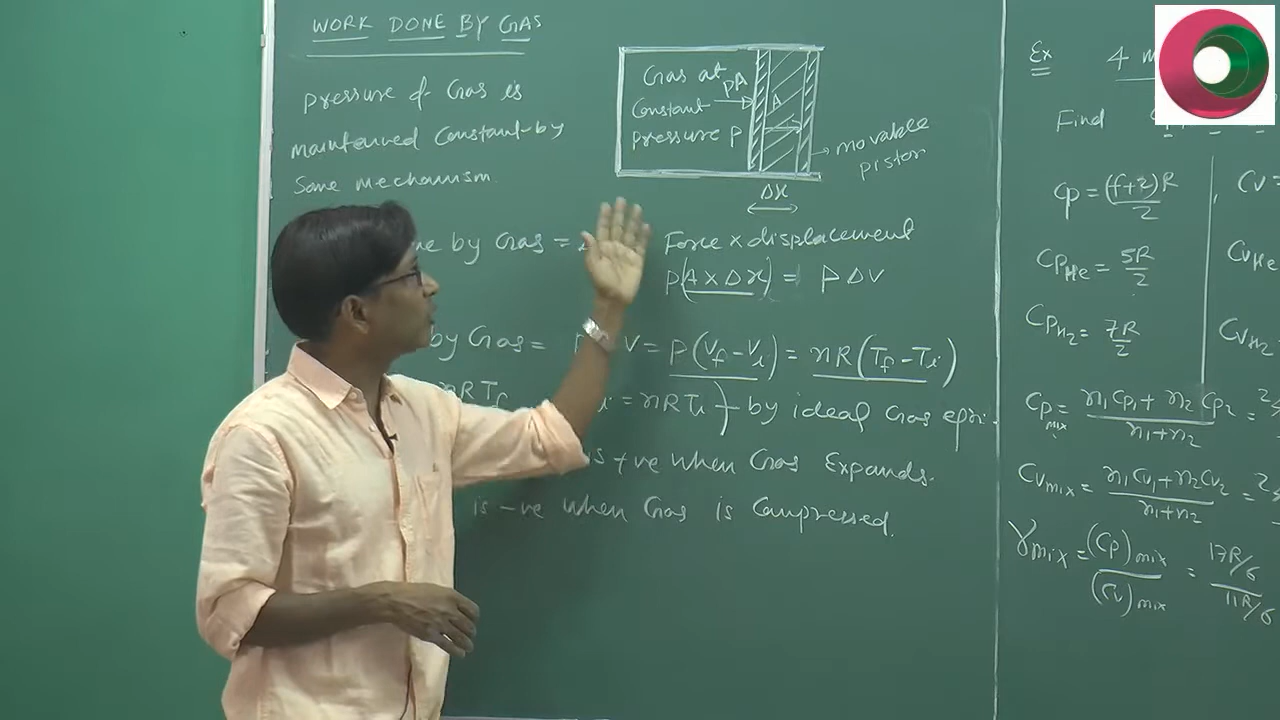 WORK DONE BY GAS
pressure of Gas is
maintained Constant by
Some mechanism.
Gas at
Constant
pressure P
PA
A
movable
piston
Δx
by Gas =
Force × displacement
P(A × Δx) = P ΔV
by Gas = V = P(Vf - Vi) = nR(Tf - Ti)
nRTf = nRTi } by ideal Gas eqn.
is +ve when Gas Expands.
is -ve when Gas is Compressed.
Ex 4
Find
Cp = (f+2)R/2
CpHe = 5R/2
CpH2 = 7R/2
Cpmix = n1Cp1 + n2Cp2 / n1+n2 =
Cvmix = n1Cv1 + n2Cv2 / n1+n2 =
γmix = (Cp)mix / (Cv)mix = 17R/6 / 11R/6
Cv =
CvHe
CvH2